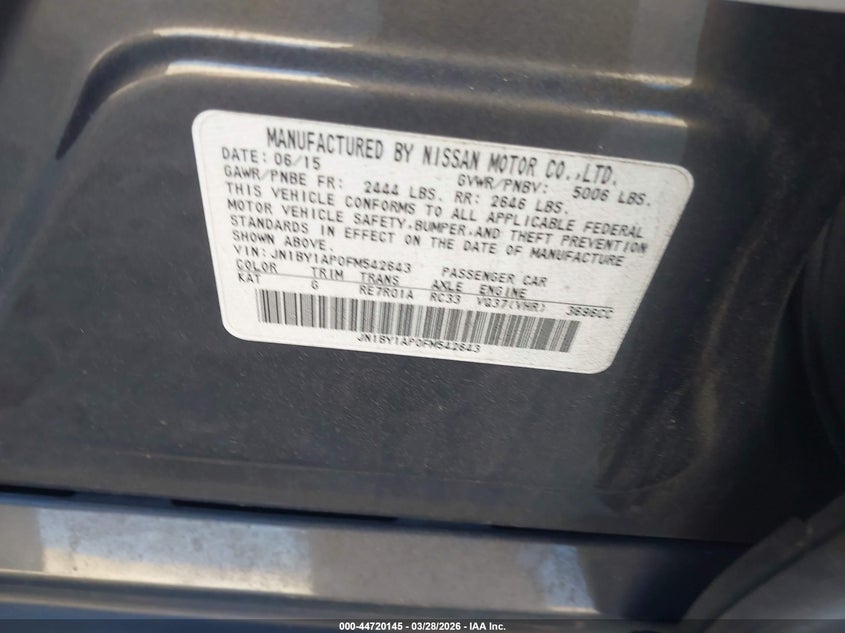 MANUFACTURED BY NISSAN MOTOR CO.,LTD.
DATE: 06/15 GVWR/PNBV: 5006 LBS.
GAWR/PNBE FR: 2444 LBS. RR: 2646 LBS.
THIS VEHICLE CONFORMS TO ALL APPLICABLE FEDERAL
MOTOR VEHICLE SAFETY,BUMPER,AND THEFT PREVENTION
STANDARDS IN EFFECT ON THE DATE OF MANUFACTURE
SHOWN ABOVE.
VIN: JN1BY1AP0FM542643 PASSENGER CAR
COLOR TRIM TRANS AXLE ENGINE
KAT G RE7R01A RC33 VQ37(VHR) 3696CC
JN1BY1AP0FM542643
000-44720145 - 03/28/2026 - IAA Inc.